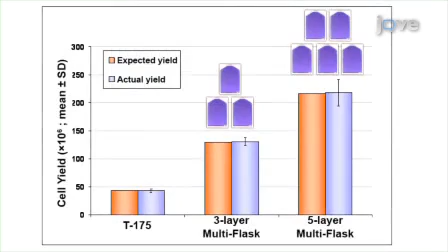 jove
300
250
200
150
100
50
0
Cell Yield (×10⁶ ; mean ± SD)
Expected yield
Actual yield
T-175
3-layer
Multi-Flask
5-layer
Multi-Flask